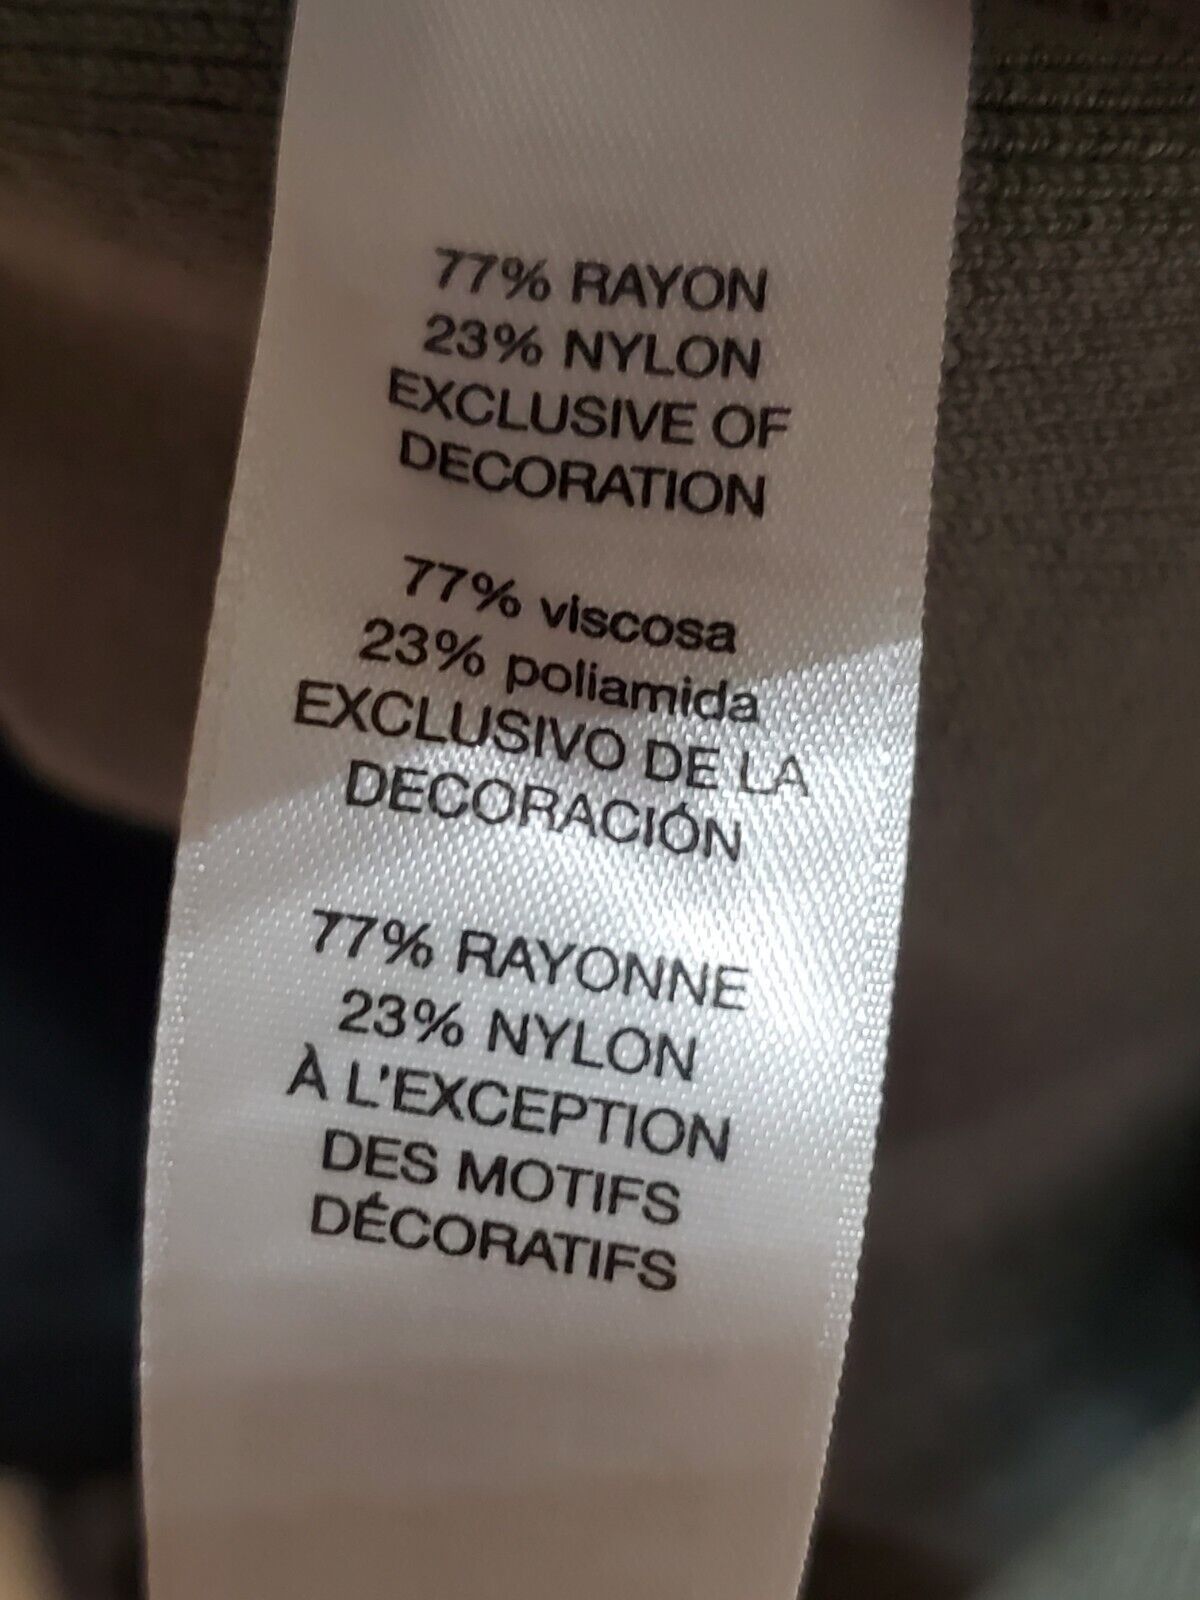 77% RAYON
23% NYLON
EXCLUSIVE OF
DECORATION
77% viscosa
23% poliamida
EXCLUSIVO DE LA
DECORACIÓN
77% RAYONNE
23% NYLON
À L'EXCEPTION
DES MOTIFS
DÉCORATIFS